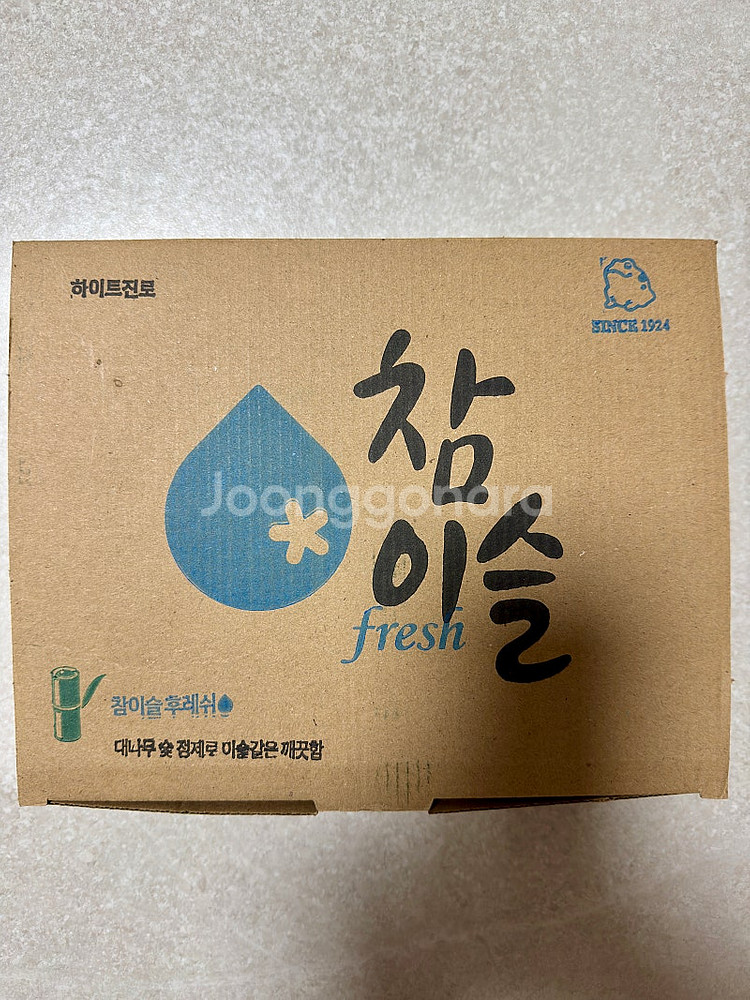 하이트진로
SINCE 1924
참
이슬
fresh
Joonggonara
참이슬 후레쉬
대나무 숯 정제로 이슬같은 깨끗함